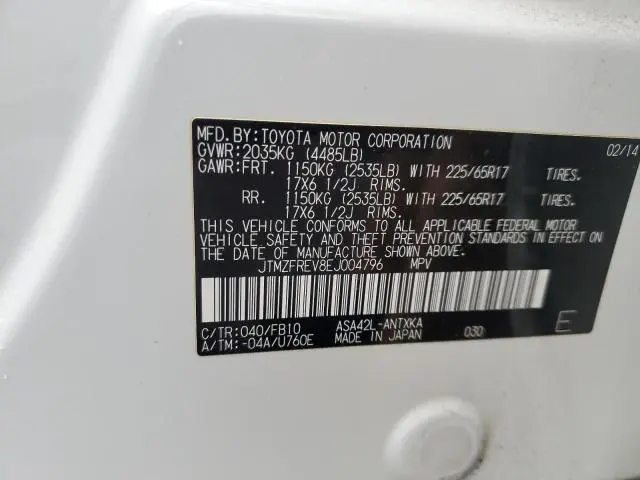 MFD.BY:TOYOTA MOTOR CORPORATION 02/14
GVWR:2035KG (4485LB)
GAWR:FRT. 1150KG (2535LB) WITH 225/65R17 TIRES.
17X6 1/2J RIMS.
RR. 1150KG (2535LB) WITH 225/65R17 TIRES.
17X6 1/2J RIMS.
THIS VEHICLE CONFORMS TO ALL APPLICABLE FEDERAL MOTOR
VEHICLE SAFETY AND THEFT PREVENTION STANDARDS IN EFFECT ON
THE DATE OF MANUFACTURE SHOWN ABOVE.
JTMZFREV8EJ004796 MPV
C/TR:040/FB10 ASA42L-ANTXKA
A/TM:-04A/U760E MADE IN JAPAN 030 E